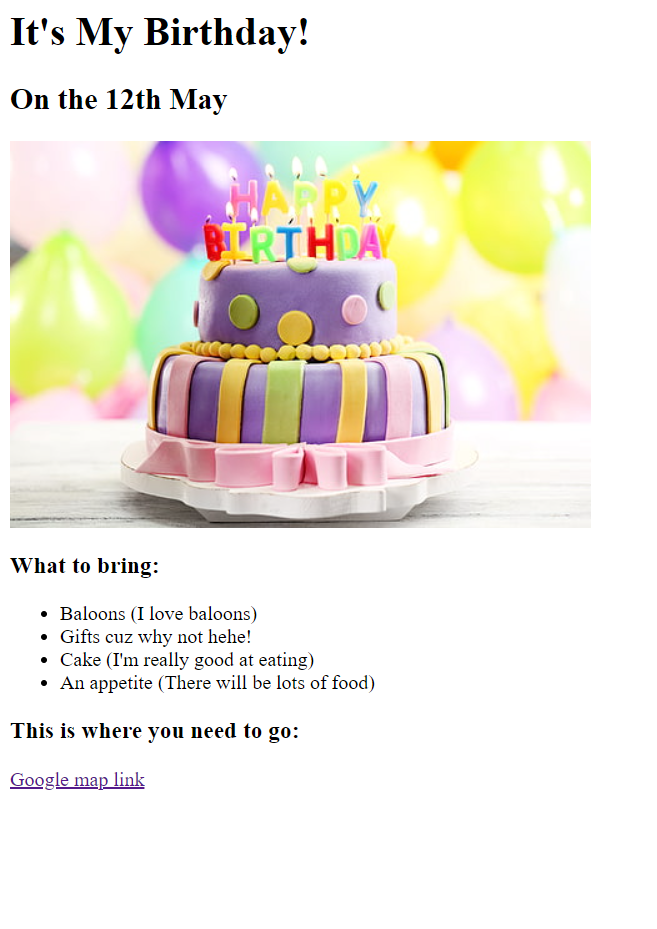 It's My Birthday!
On the 12th May
HAPPY
BIRTHDAY
What to bring:
Baloons (I love baloons)
Gifts cuz why not hehe!
Cake (I'm really good at eating)
An appetite (There will be lots of food)
This is where you need to go:
Google map link